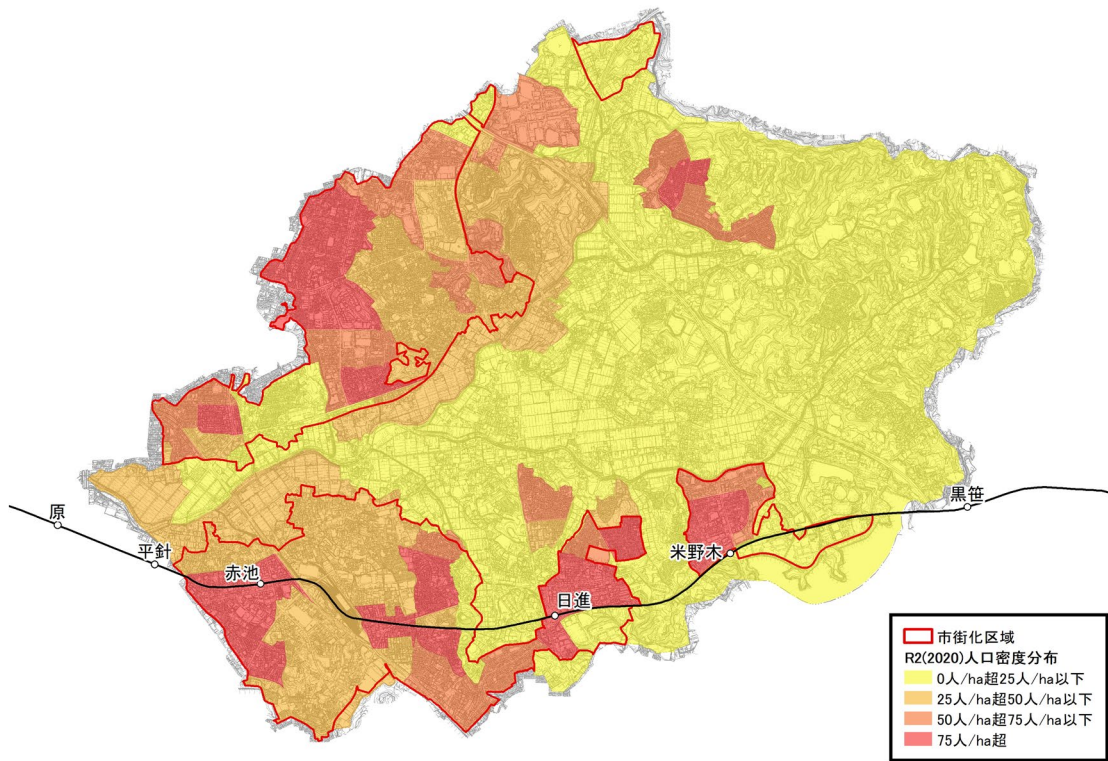 原
平針
赤池
日進
米野木
黒笹
市街化区域
R2(2020)人口密度分布
0人/ha超25人/ha以下
25人/ha超50人/ha以下
50人/ha超75人/ha以下
75人/ha超